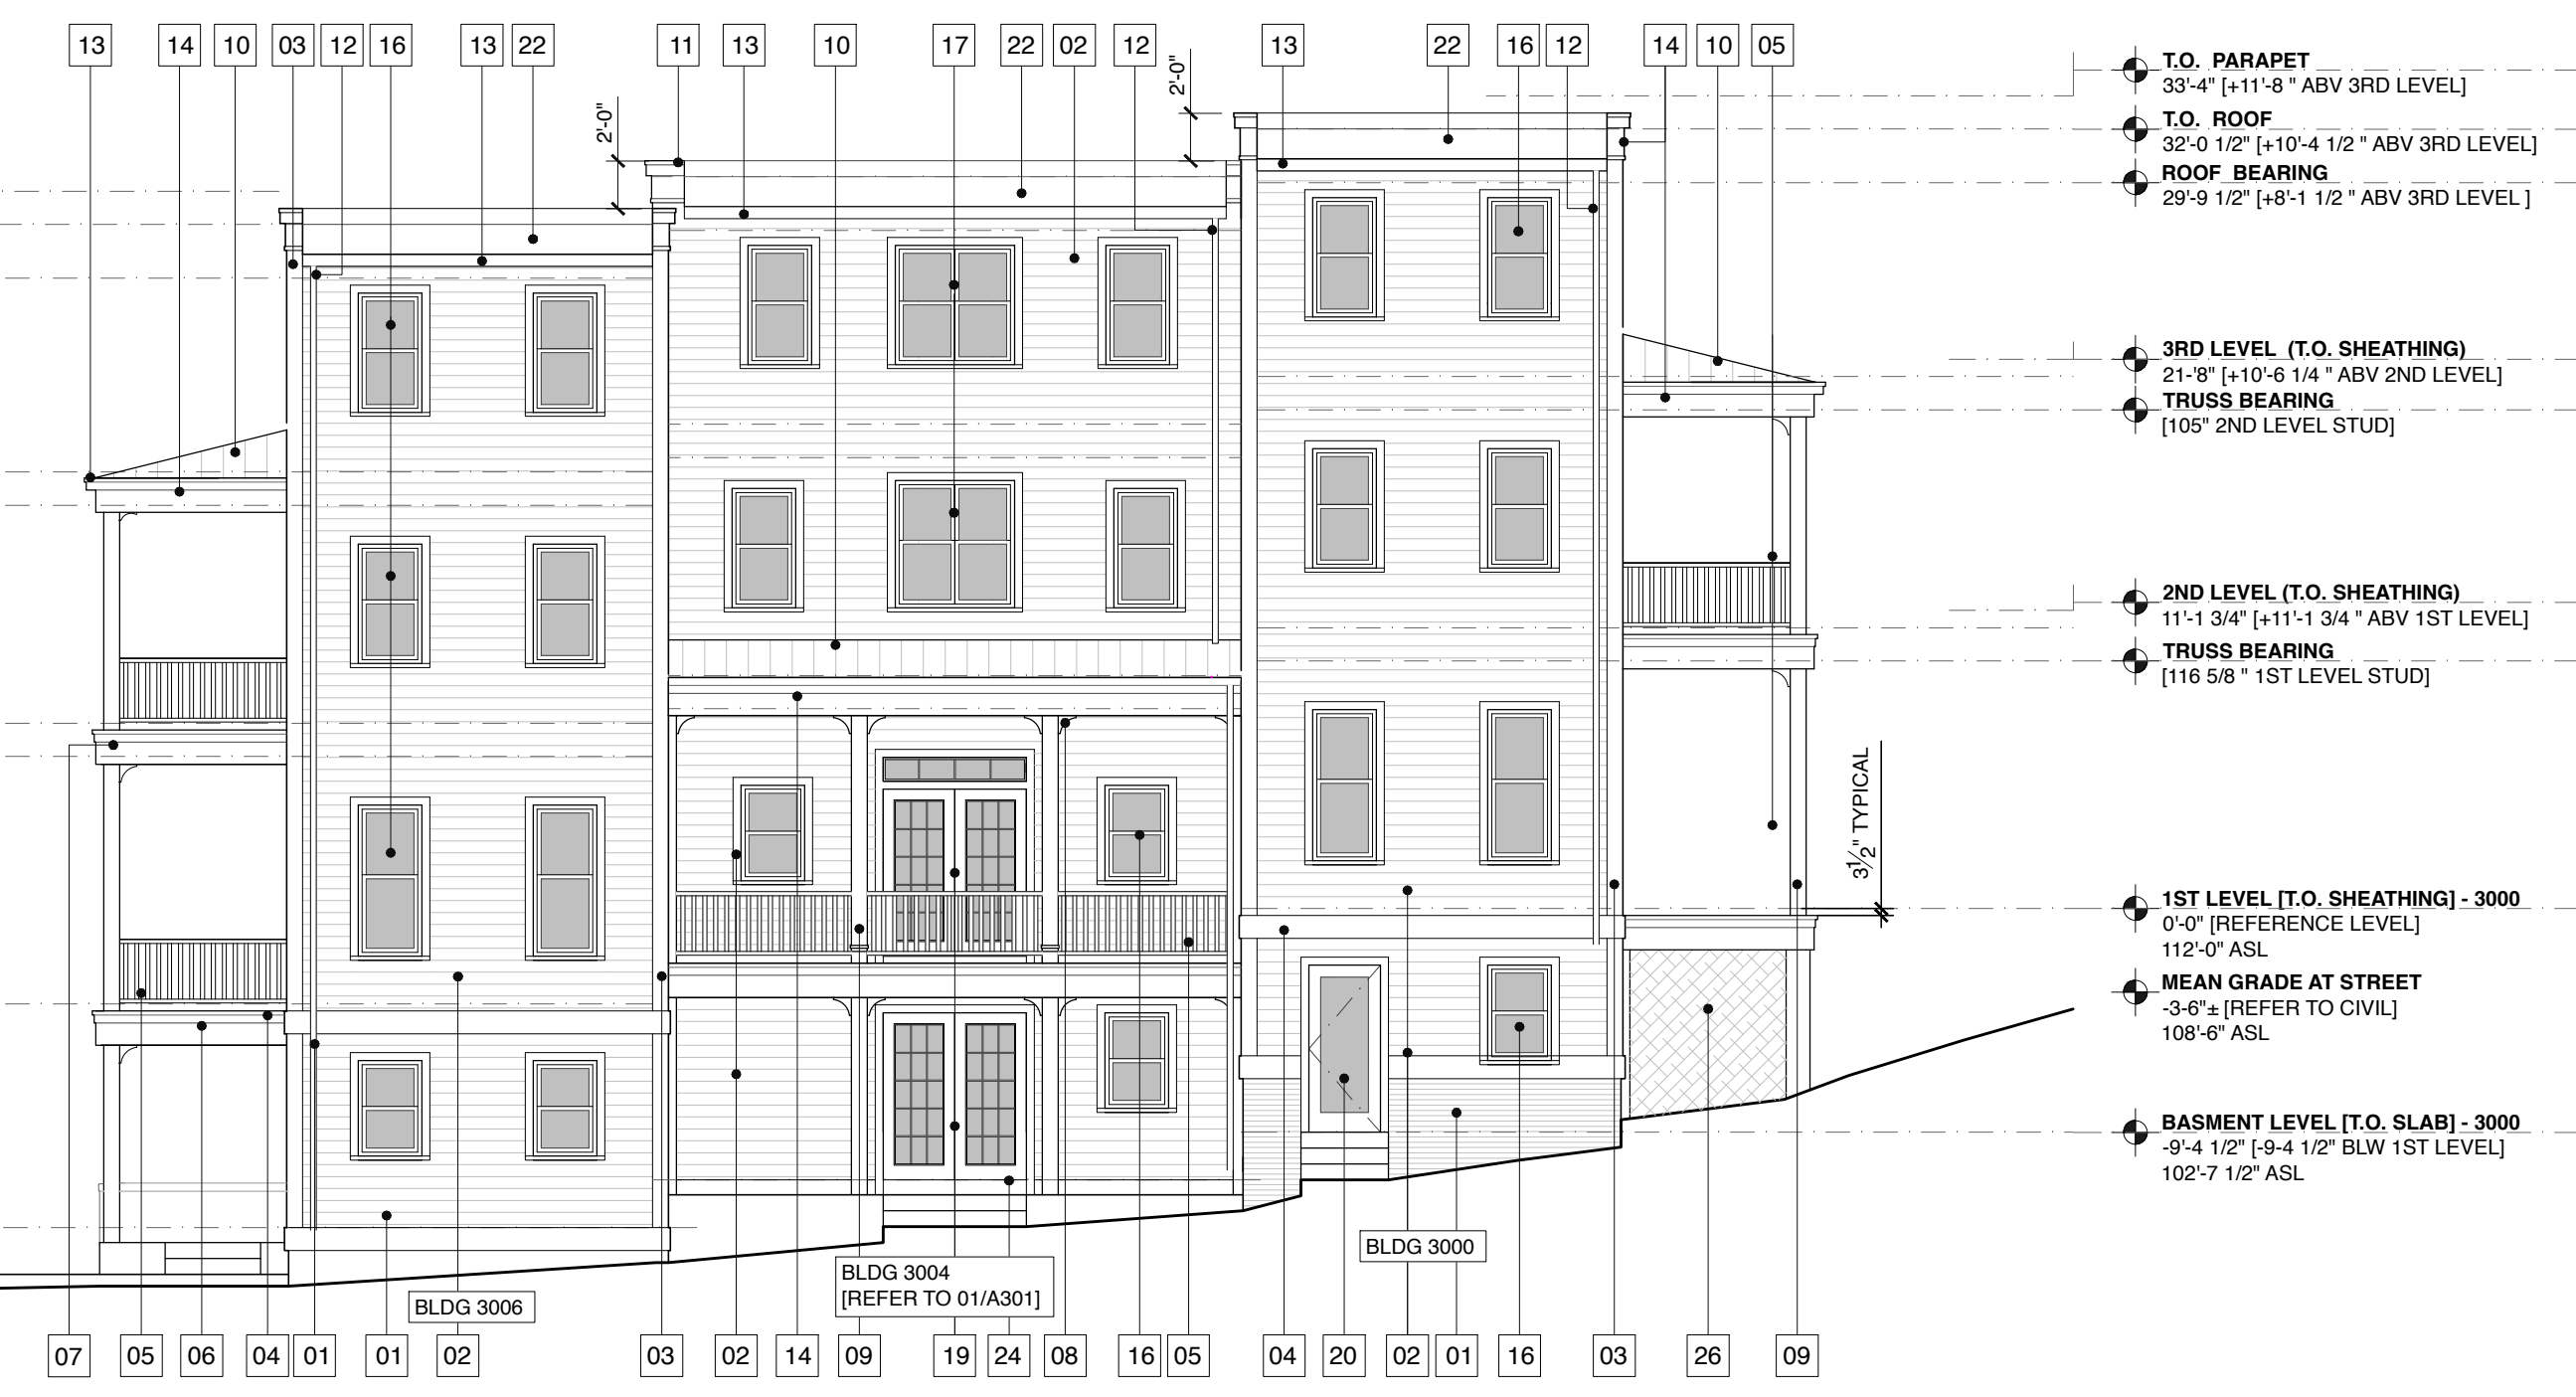 13 14 10 03 12 16 13 22 11 13 10 17 22 02 12 13 22 16 12 14 10 05
2'-0"
2'-0"
T.O. PARAPET
33'-4" [+11'-8 " ABV 3RD LEVEL]
T.O. ROOF
32'-0 1/2" [+10'-4 1/2 " ABV 3RD LEVEL]
ROOF BEARING
29'-9 1/2" [+8'-1 1/2 " ABV 3RD LEVEL ]
3RD LEVEL (T.O. SHEATHING)
21-'8" [+10'-6 1/4 " ABV 2ND LEVEL]
TRUSS BEARING
[105" 2ND LEVEL STUD]
2ND LEVEL (T.O. SHEATHING)
11'-1 3/4" [+11'-1 3/4 " ABV 1ST LEVEL]
TRUSS BEARING
[116 5/8 " 1ST LEVEL STUD]
3 1/2" TYPICAL
1ST LEVEL [T.O. SHEATHING] - 3000
0'-0" [REFERENCE LEVEL]
112'-0" ASL
MEAN GRADE AT STREET
-3-6"± [REFER TO CIVIL]
108'-6" ASL
BASMENT LEVEL [T.O. SLAB] - 3000
-9'-4 1/2" [-9-4 1/2" BLW 1ST LEVEL]
102'-7 1/2" ASL
BLDG 3000
BLDG 3004
[REFER TO 01/A301]
BLDG 3006
07 05 06 04 01 01 02 03 02 14 09 19 24 08 16 05 04 20 02 01 16 03 26 09